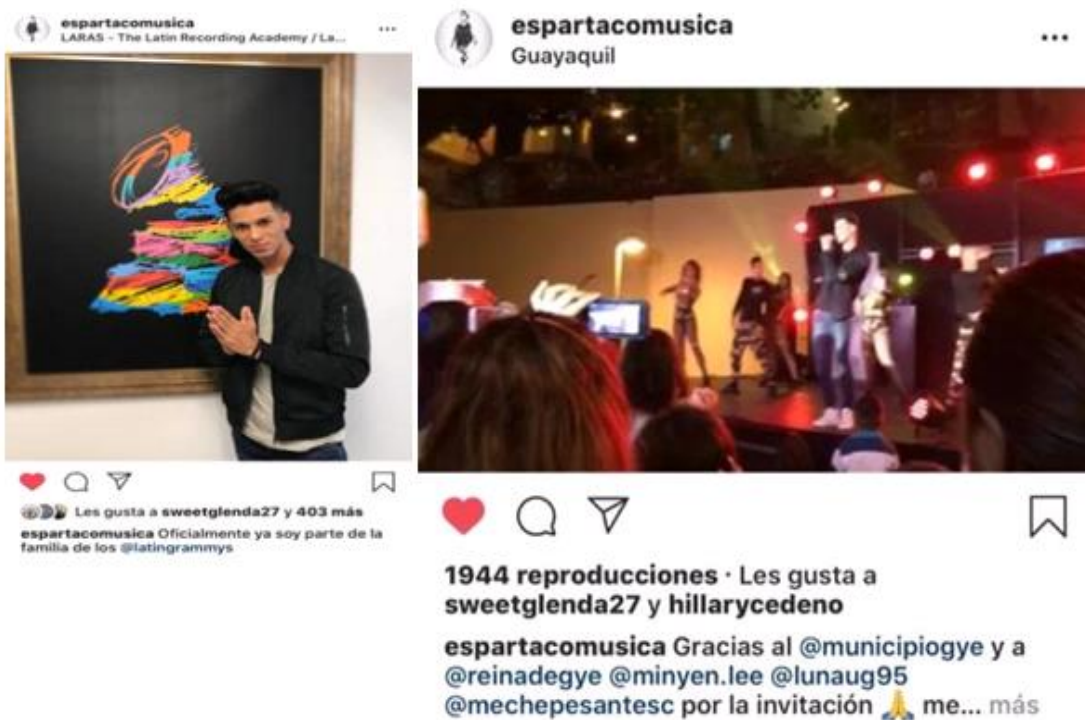 espartacomusica
LARAS - The Latin Recording Academy / La...
Les gusta a sweetglenda27 y 403 más
espartacomusica Oficialmente ya soy parte de la
familia de los @latingrammys
espartacomusica
Guayaquil
1944 reproducciones · Les gusta a
sweetglenda27 y hillarycedeno
espartacomusica Gracias al @municipiogye y a
@reinadegye @minyen.lee @lunaug95
@mechepesantesc por la invitación 🙏 me... más